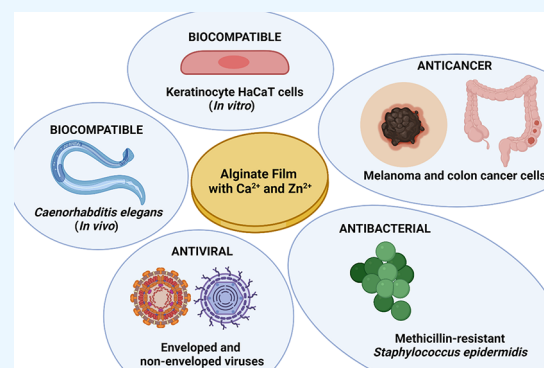 BIOCOMPATIBLE
Keratinocyte HaCaT cells
(In vitro)
ANTICANCER
Melanoma and colon cancer cells
BIOCOMPATIBLE
Caenorhabditis elegans
(In vivo)
Alginate Film
with Ca²⁺ and Zn²⁺
ANTIVIRAL
Enveloped and
non-enveloped viruses
ANTIBACTERIAL
Methicillin-resistant
Staphylococcus epidermidis